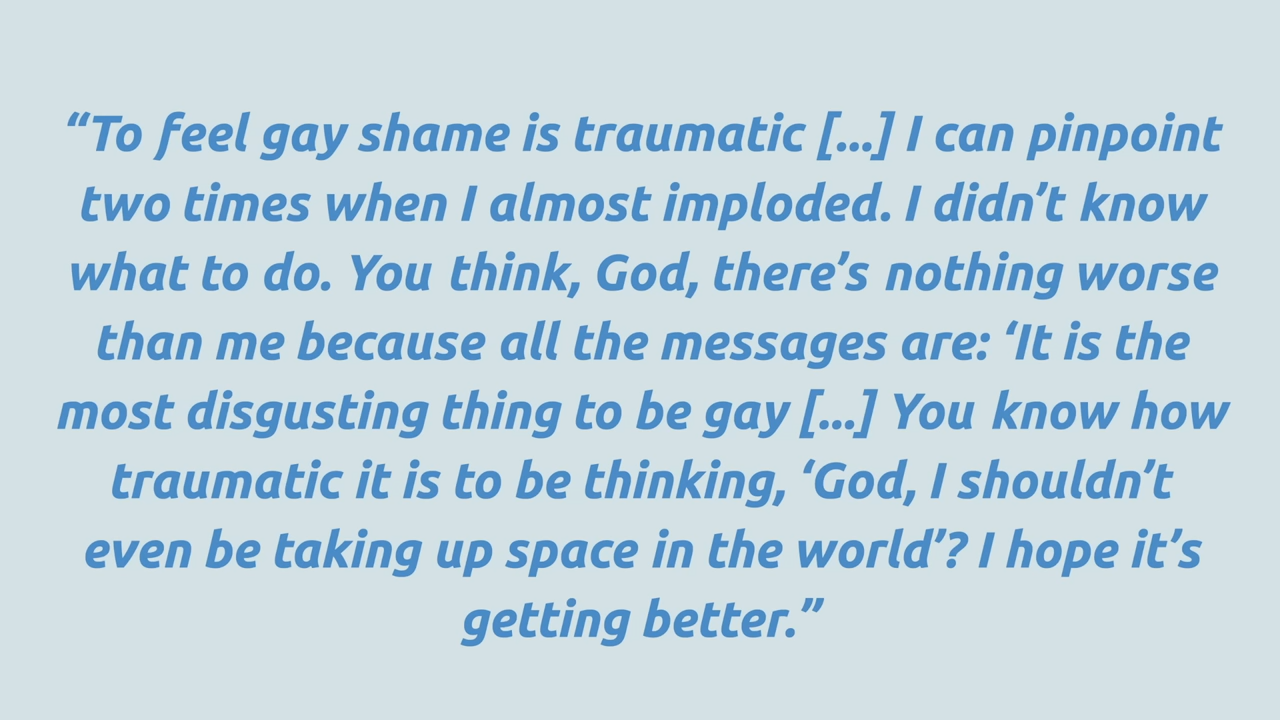 “To feel gay shame is traumatic [...] I can pinpoint
two times when I almost imploded. I didn’t know
what to do. You think, God, there’s nothing worse
than me because all the messages are: ‘It is the
most disgusting thing to be gay [...] You know how
traumatic it is to be thinking, ‘God, I shouldn’t
even be taking up space in the world’? I hope it’s
getting better.”